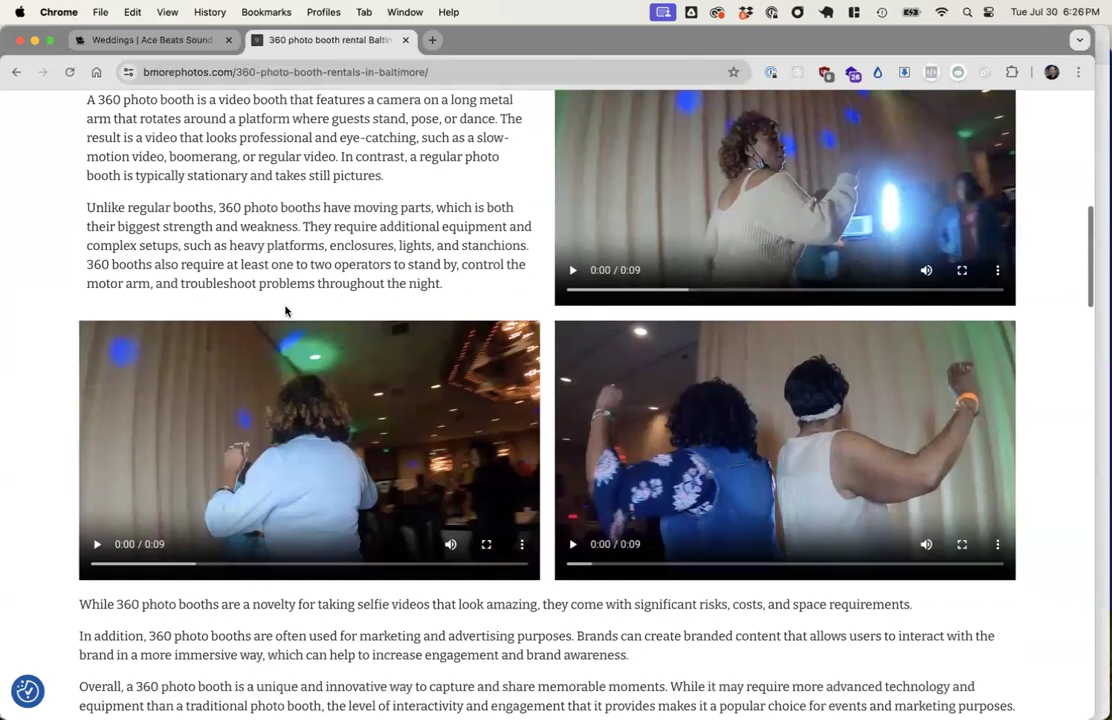 Chrome File Edit View History Bookmarks Profiles Tab Window Help Tue Jul 30 6:26 PM
Weddings | Ace Beats Sound
360 photo booth rental Baltim
bmorephotos.com/360-photo-booth-rentals-in-baltimore/
26
A 360 photo booth is a video booth that features a camera on a long metal
arm that rotates around a platform where guests stand, pose, or dance. The
result is a video that looks professional and eye-catching, such as a slow-
motion video, boomerang, or regular video. In contrast, a regular photo
booth is typically stationary and takes still pictures.
Unlike regular booths, 360 photo booths have moving parts, which is both
their biggest strength and weakness. They require additional equipment and
complex setups, such as heavy platforms, enclosures, lights, and stanchions.
360 booths also require at least one to two operators to stand by, control the
motor arm, and troubleshoot problems throughout the night.
0:00 / 0:09
0:00 / 0:09
0:00 / 0:09
While 360 photo booths are a novelty for taking selfie videos that look amazing, they come with significant risks, costs, and space requirements.
In addition, 360 photo booths are often used for marketing and advertising purposes. Brands can create branded content that allows users to interact with the
brand in a more immersive way, which can help to increase engagement and brand awareness.
Overall, a 360 photo booth is a unique and innovative way to capture and share memorable moments. While it may require more advanced technology and
equipment than a traditional photo booth, the level of interactivity and engagement that it provides makes it a popular choice for events and marketing purposes.